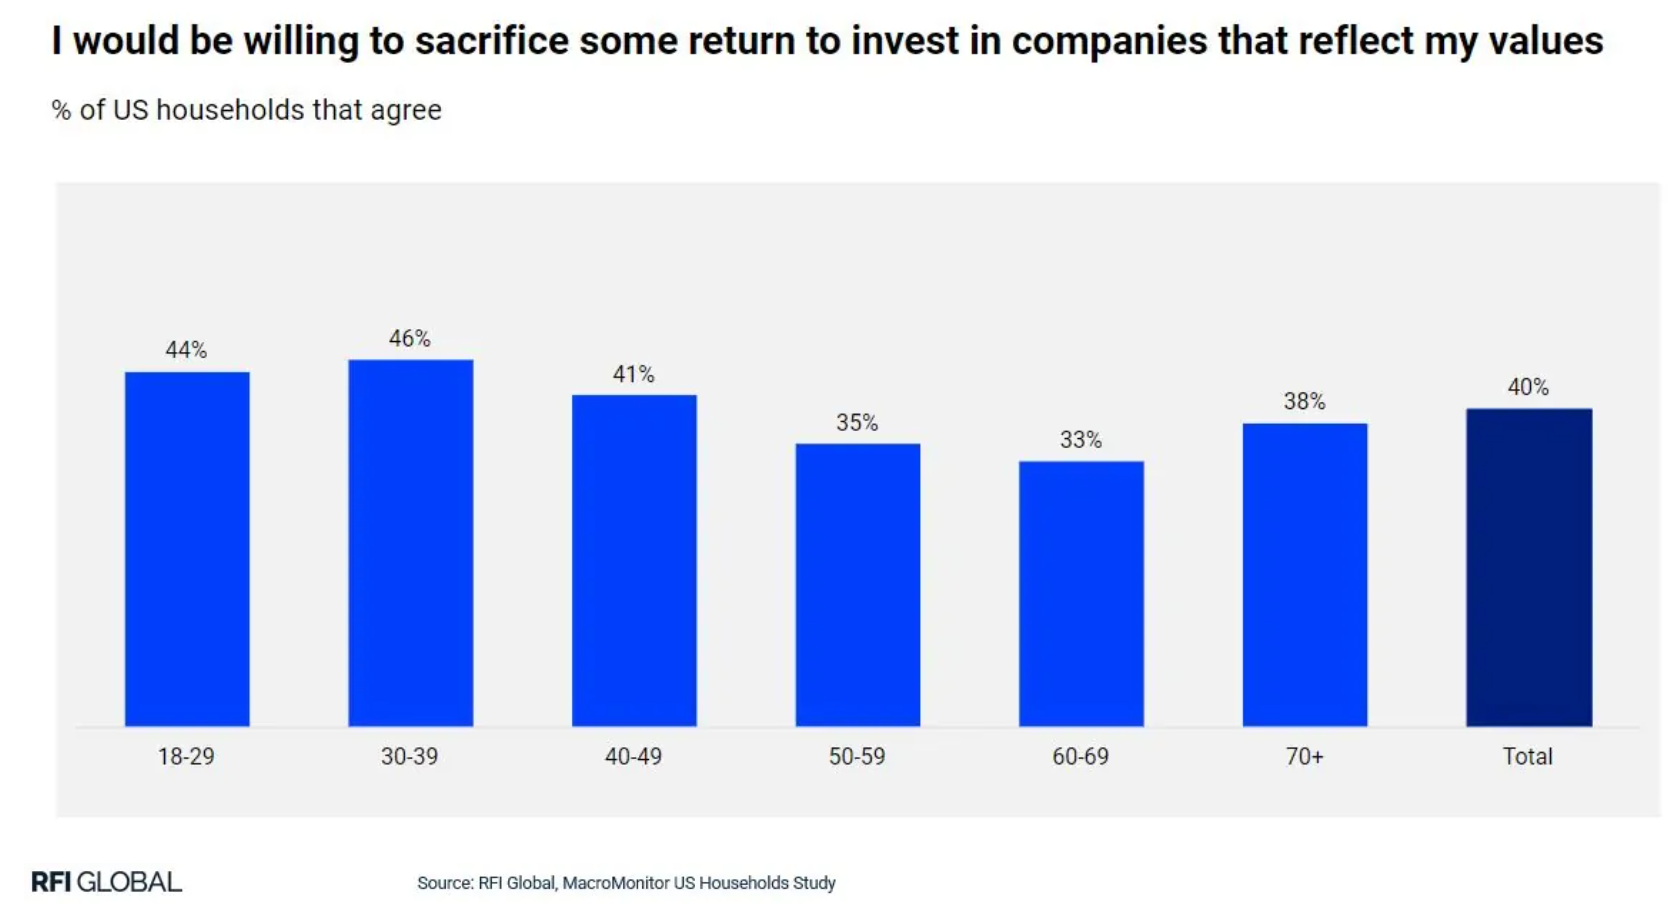 I would be willing to sacrifice some return to invest in companies that reflect my values
% of US households that agree
44%
46%
41%
35%
33%
38%
40%
18-29
30-39
40-49
50-59
60-69
70+
Total
RFI GLOBAL
Source: RFI Global, MacroMonitor US Households Study